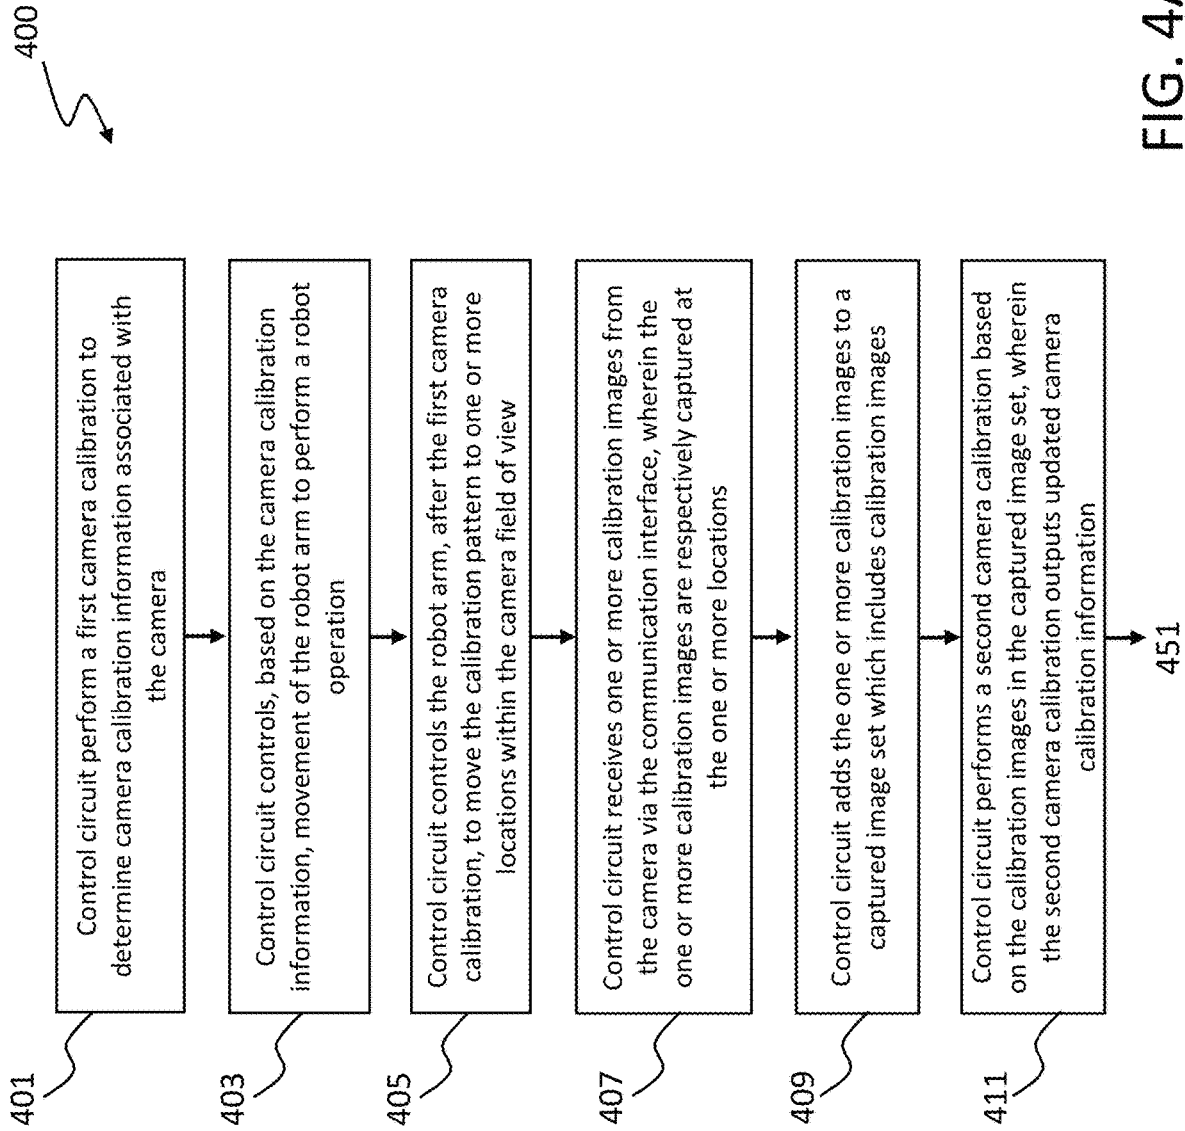 400
401
Control circuit perform a first camera calibration to
determine camera calibration information associated with
the camera
403
Control circuit controls, based on the camera calibration
information, movement of the robot arm to perform a robot
operation
405
Control circuit controls the robot arm, after the first camera
calibration, to move the calibration pattern to one or more
locations within the camera field of view
407
Control circuit receives one or more calibration images from
the camera via the communication interface, wherein the
one or more calibration images are respectively captured at
the one or more locations
409
Control circuit adds the one or more calibration images to a
captured image set which includes calibration images
411
Control circuit performs a second camera calibration based
on the calibration images in the captured image set, wherein
the second camera calibration outputs updated camera
calibration information
451
FIG. 4A